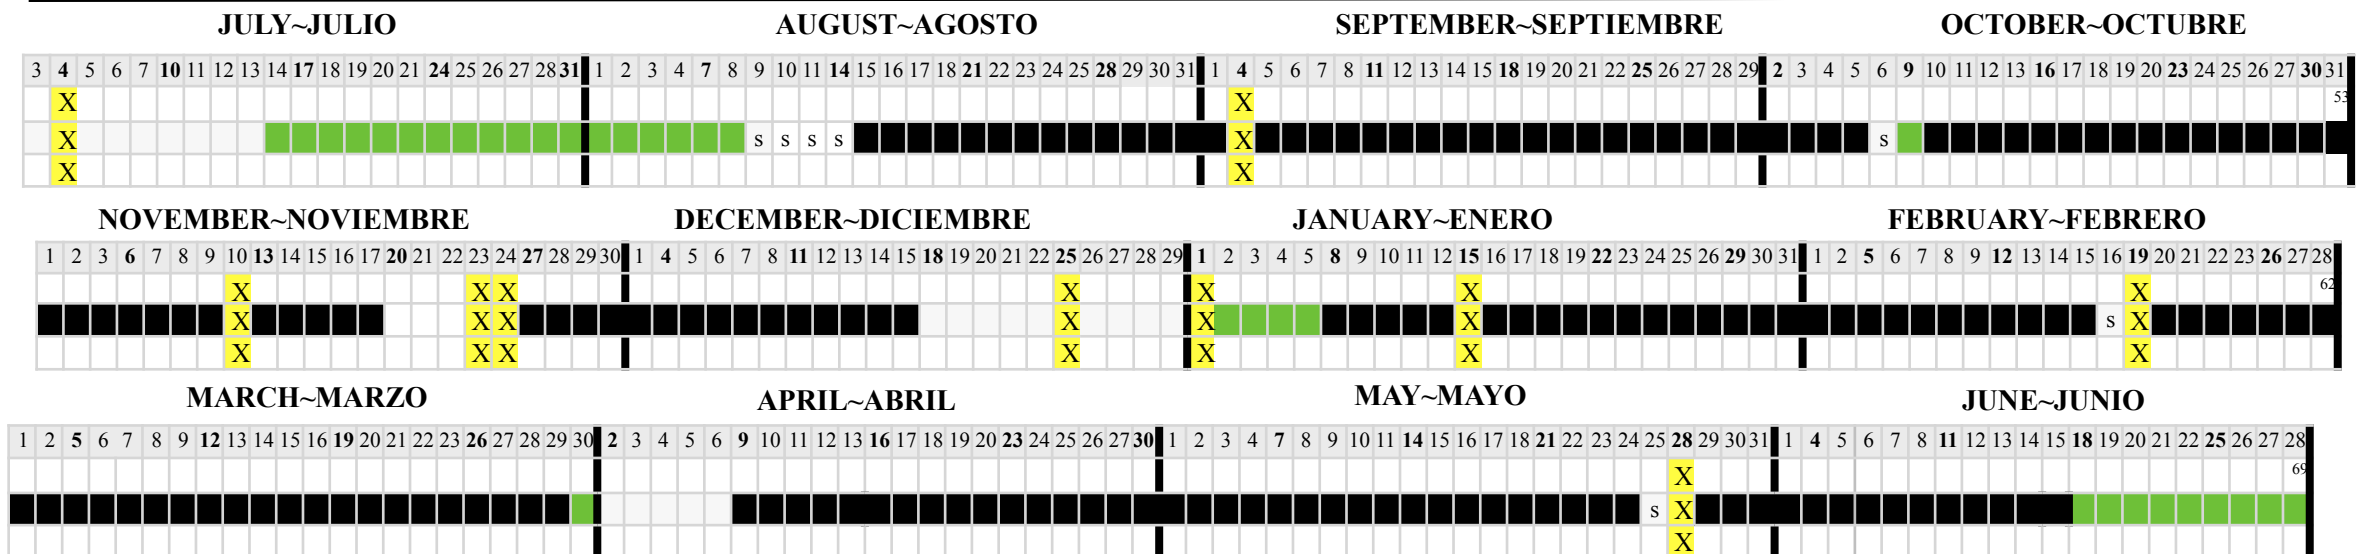 JULY~JULIO AUGUST~AGOSTO SEPTEMBER~SEPTIEMBRE OCTOBER~OCTUBRE
3 4 5 6 7 10 11 12 13 14 17 18 19 20 21 24 25 26 27 28 31 1 2 3 4 7 8 9 10 11 14 15 16 17 18 21 22 23 24 25 28 29 30 31 1 4 5 6 7 8 11 12 13 14 15 18 19 20 21 22 25 26 27 28 29 2 3 4 5 6 9 10 11 12 13 16 17 18 19 20 23 24 25 26 27 30 31
X X 53
X s s s s X s
X X
NOVEMBER~NOVIEMBRE DECEMBER~DICIEMBRE JANUARY~ENERO FEBRUARY~FEBRERO
1 2 3 6 7 8 9 10 13 14 15 16 17 20 21 22 23 24 27 28 29 30 1 4 5 6 7 8 11 12 13 14 15 18 19 20 21 22 25 26 27 28 29 1 2 3 4 5 8 9 10 11 12 15 16 17 18 19 22 23 24 25 26 29 30 31 1 2 5 6 7 8 9 12 13 14 15 16 19 20 21 22 23 26 27 28
X X X X X X X 62
X X X X X X s X
X X X X X X X
MARCH~MARZO APRIL~ABRIL MAY~MAYO JUNE~JUNIO
1 2 5 6 7 8 9 12 13 14 15 16 19 20 21 22 23 26 27 28 29 30 2 3 4 5 6 9 10 11 12 13 16 17 18 19 20 23 24 25 26 27 30 1 2 3 4 7 8 9 10 11 14 15 16 17 18 21 22 23 24 25 28 29 30 31 1 4 5 6 7 8 11 12 13 14 15 18 19 20 21 22 25 26 27 28
X 69
s X
X